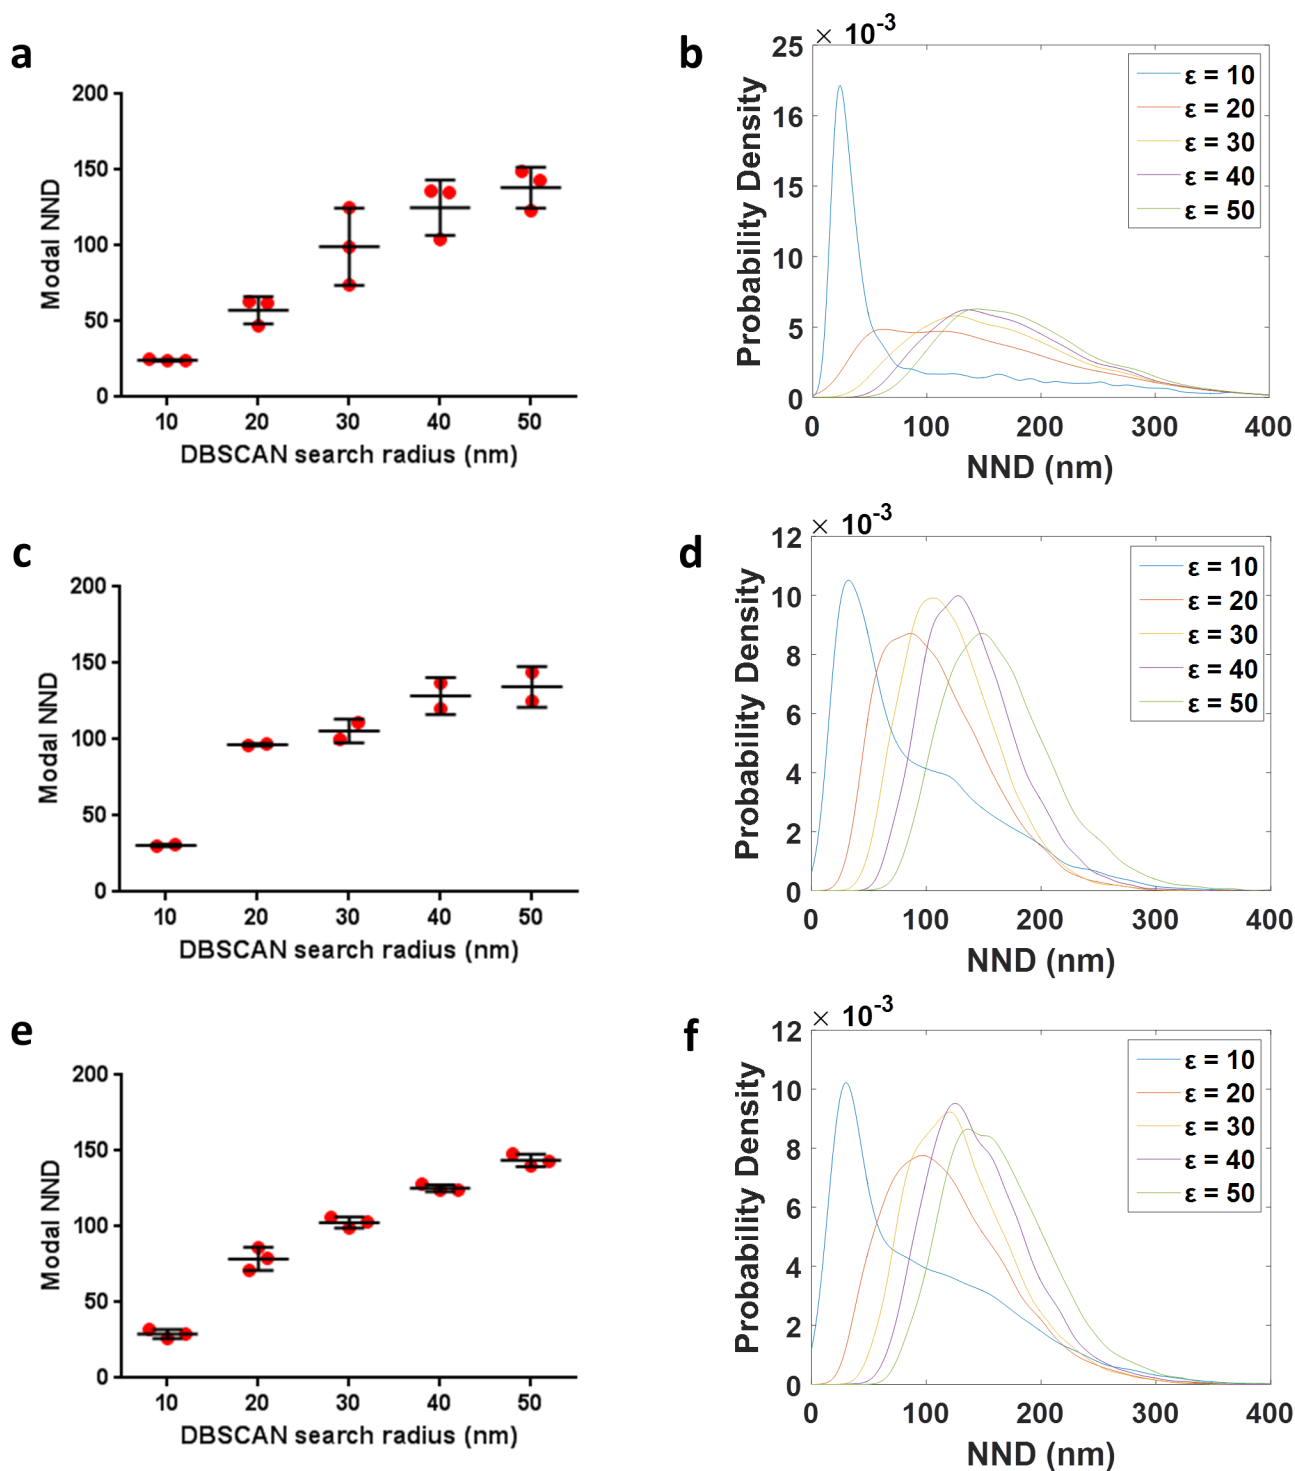 a
200
150
100
50
0
Modal NND
10 20 30 40 50
DBSCAN search radius (nm)
b
× 10-3
25
16
15
5
0
Probability Density
ε = 10
ε = 20
ε = 30
ε = 40
ε = 50
0 100 200 300 400
NND (nm)
c
200
150
100
50
0
Modal NND
10 20 30 40 50
DBSCAN search radius (nm)
d
× 10-3
12
10
8
6
4
2
0
Probability Density
ε = 10
ε = 20
ε = 30
ε = 40
ε = 50
0 100 200 300 400
NND (nm)
e
200
150
100
50
0
Modal NND
10 20 30 40 50
DBSCAN search radius (nm)
f
× 10-3
12
10
8
6
4
2
0
Probability Density
ε = 10
ε = 20
ε = 30
ε = 40
ε = 50
0 100 200 300 400
NND (nm)